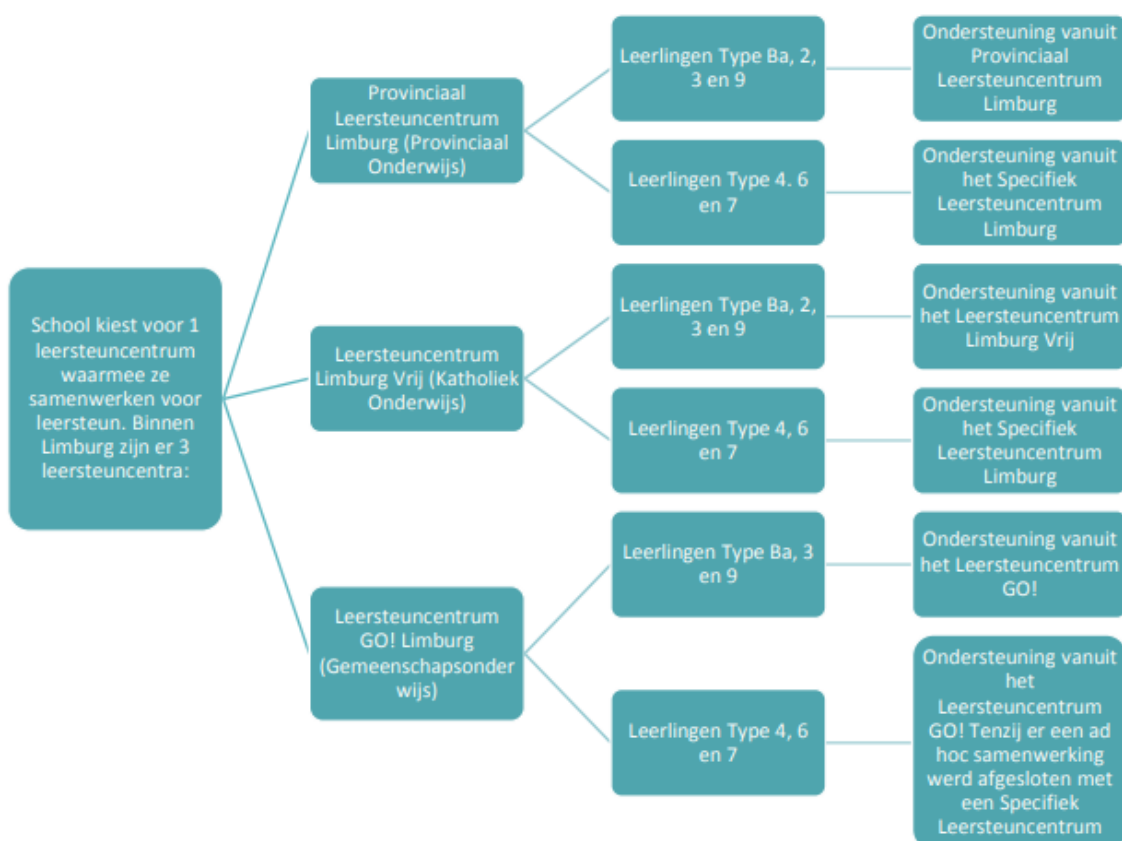 School kiest voor 1
leersteuncentrum
waarmee ze
samenwerken voor
leersteun. Binnen
Limburg zijn er 3
leersteuncentra:
Provinciaal
Leersteuncentrum
Limburg (Provinciaal
Onderwijs)
Leerlingen Type Ba, 2,
3 en 9
Ondersteuning vanuit
Provinciaal
Leersteuncentrum
Limburg
Leerlingen Type 4. 6
en 7
Ondersteuning vanuit
het Specifiek
Leersteuncentrum
Limburg
Leersteuncentrum
Limburg Vrij (Katholiek
Onderwijs)
Leerlingen Type Ba, 2,
3 en 9
Ondersteuning vanuit
het Leersteuncentrum
Limburg Vrij
Leerlingen Type 4, 6
en 7
Ondersteuning vanuit
het Specifiek
Leersteuncentrum
Limburg
Leersteuncentrum
GO! Limburg
(Gemeenschapsonder
wijs)
Leerlingen Type Ba, 3
en 9
Ondersteuning vanuit
het Leersteuncentrum
GO!
Leerlingen Type 4, 6
en 7
Ondersteuning vanuit
het
Leersteuncentrum
GO! Tenzij er een ad
hoc samenwerking
werd afgesloten met
een Specifiek
Leersteuncentrum